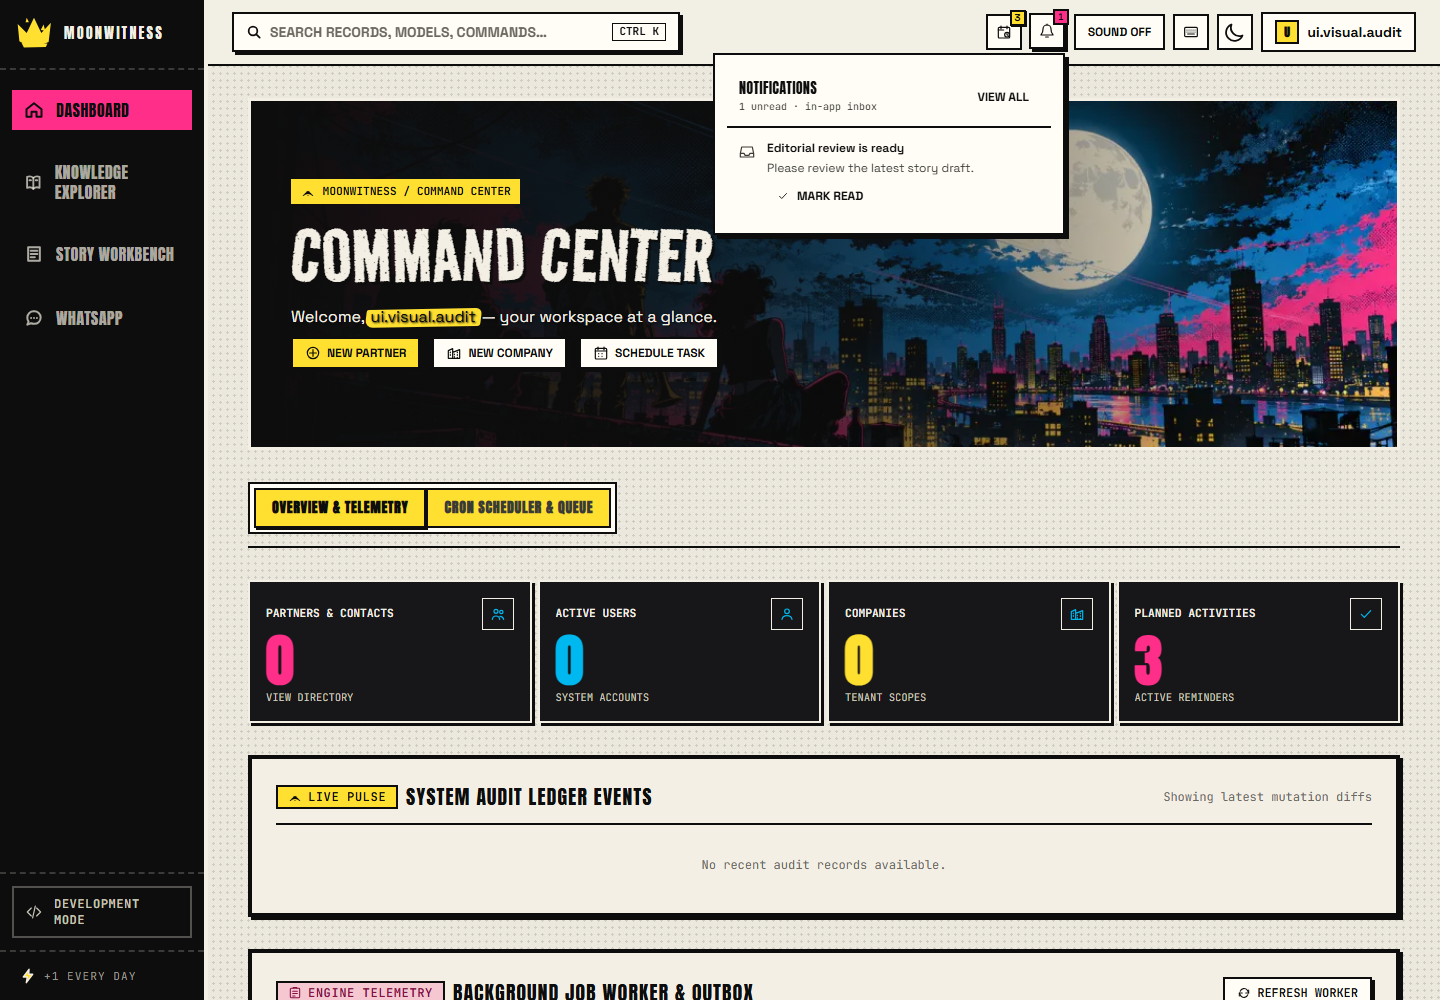 MOONWITNESS
SEARCH RECORDS, MODELS, COMMANDS...
CTRL K
3
1
SOUND OFF
U
ui.visual.audit
DASHBOARD
KNOWLEDGE
EXPLORER
STORY WORKBENCH
WHATSAPP
DEVELOPMENT
MODE
+1 EVERY DAY
NOTIFICATIONS
1 unread · in-app inbox
VIEW ALL
Editorial review is ready
Please review the latest story draft.
MARK READ
MOONWITNESS / COMMAND CENTER
COMMAND CENTER
Welcome, ui.visual.audit — your workspace at a glance.
NEW PARTNER
NEW COMPANY
SCHEDULE TASK
OVERVIEW & TELEMETRY
CRON SCHEDULER & QUEUE
PARTNERS & CONTACTS
0
VIEW DIRECTORY
ACTIVE USERS
0
SYSTEM ACCOUNTS
COMPANIES
0
TENANT SCOPES
PLANNED ACTIVITIES
3
ACTIVE REMINDERS
LIVE PULSE
SYSTEM AUDIT LEDGER EVENTS
Showing latest mutation diffs
No recent audit records available.
ENGINE TELEMETRY
BACKGROUND JOB WORKER & OUTBOX
REFRESH WORKER